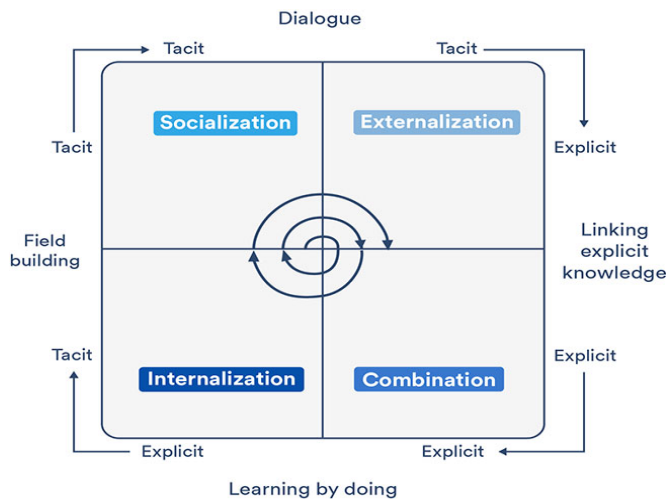 Dialogue
Tacit
Tacit
Socialization
Externalization
Tacit
Explicit
Field
building
Linking
explicit
knowledge
Tacit
Explicit
Internalization
Combination
Explicit
Explicit
Learning by doing